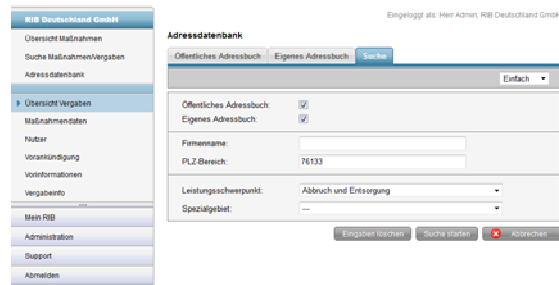 RIB Deutschland GmbH
Übersicht Maßnahmen
Suche Maßnahmen/Vergaben
Adressdatenbank
Übersicht Vergaben
Maßnahmendaten
Nutzer
Vorankündigung
Vorinformationen
Vergabeinfo
Mein RIB
Administration
Support
Abmelden
Eingeloggt als: Herr Admin, RIB Deutschland GmbH
Adressdatenbank
Öffentliches Adressbuch Eigenes Adressbuch Suche
Einfach
Öffentliches Adressbuch:
Eigenes Adressbuch:
Firmenname:
PLZ-Bereich: 76133
Leistungsschwerpunkt: Abbruch und Entsorgung
Spezialgebiet: ---
Eingaben löschen Suche starten Abbrechen